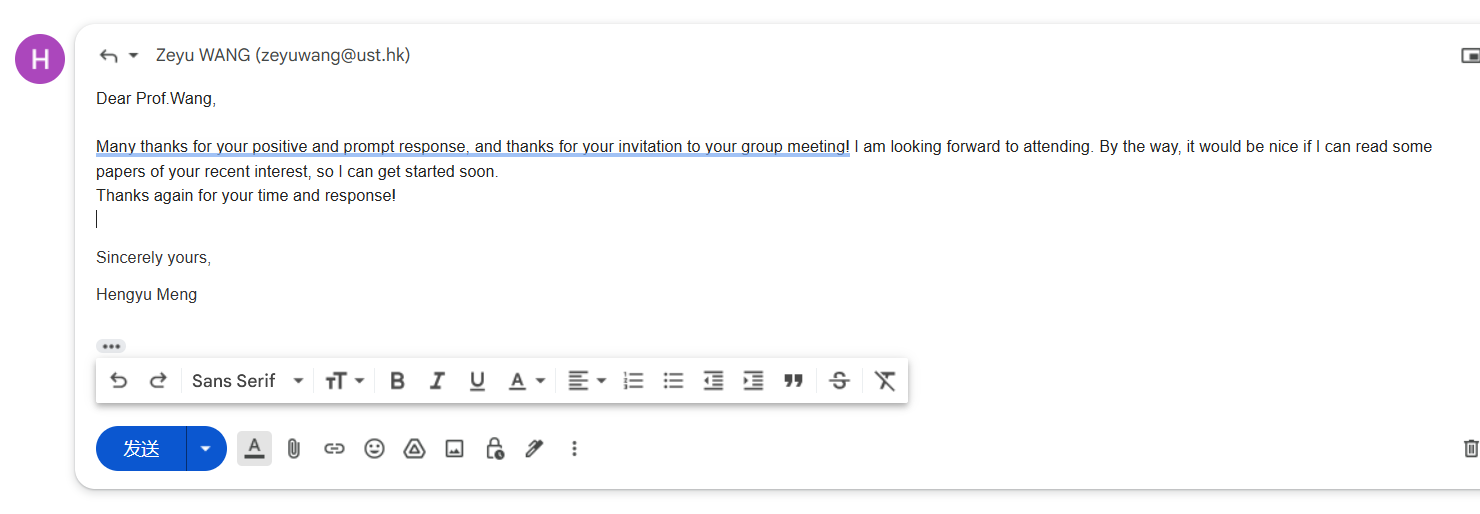 H
Zeyu WANG (zeyuwang@ust.hk)
Dear Prof.Wang,
Many thanks for your positive and prompt response, and thanks for your invitation to your group meeting! I am looking forward to attending. By the way, it would be nice if I can read some
papers of your recent interest, so I can get started soon.
Thanks again for your time and response!
Sincerely yours,
Hengyu Meng
Sans Serif
发送